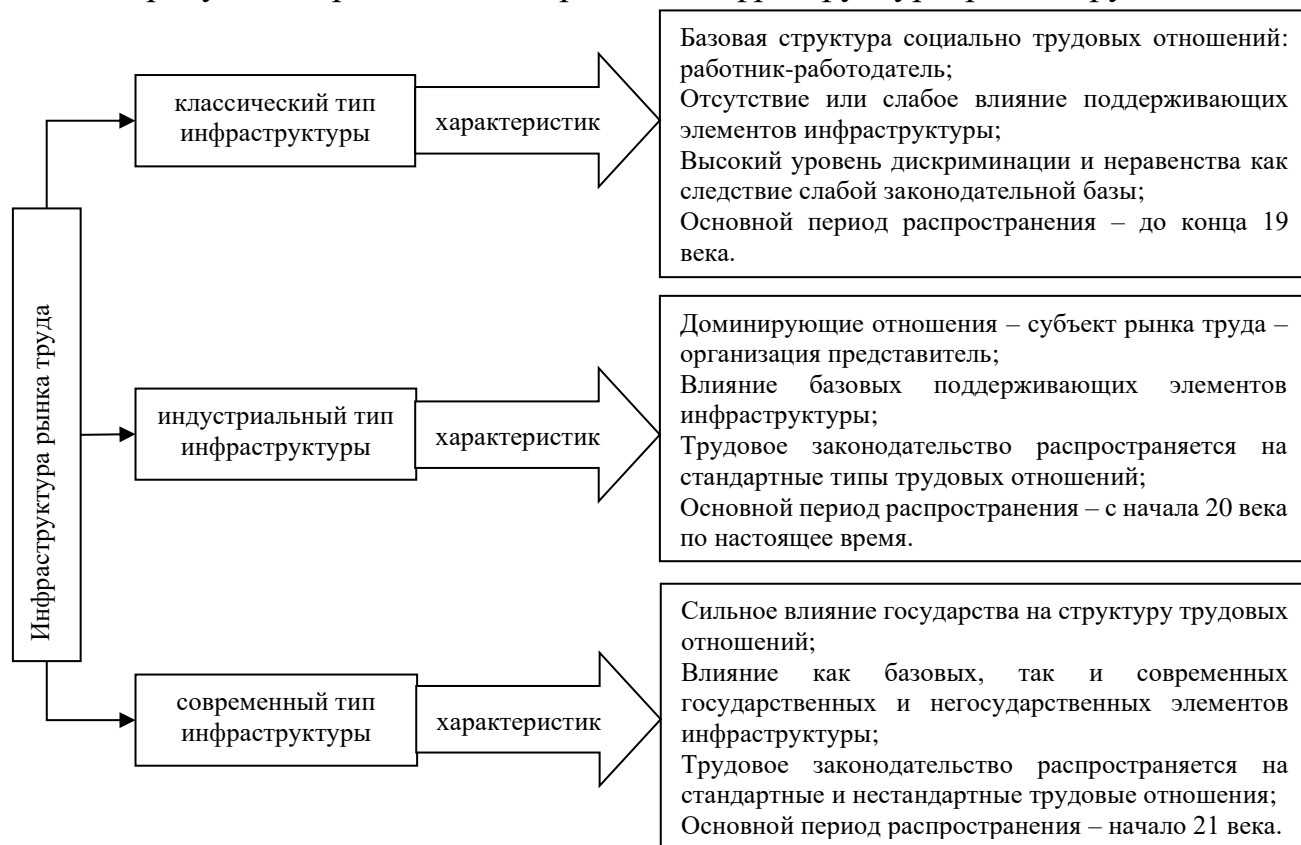 Инфраструктура рынка труда
классический тип
инфраструктуры
характеристик
Базовая структура социально трудовых отношений:
работник-работодатель;
Отсутствие или слабое влияние поддерживающих
элементов инфраструктуры;
Высокий уровень дискриминации и неравенства как
следствие слабой законодательной базы;
Основной период распространения – до конца 19
века.
индустриальный тип
инфраструктуры
характеристик
Доминирующие отношения – субъект рынка труда –
организация представитель;
Влияние базовых поддерживающих элементов
инфраструктуры;
Трудовое законодательство распространяется на
стандартные типы трудовых отношений;
Основной период распространения – с начала 20 века
по настоящее время.
современный тип
инфраструктуры
характеристик
Сильное влияние государства на структуру трудовых
отношений;
Влияние как базовых, так и современных
государственных и негосударственных элементов
инфраструктуры;
Трудовое законодательство распространяется на
стандартные и нестандартные трудовые отношения;
Основной период распространения – начало 21 века.